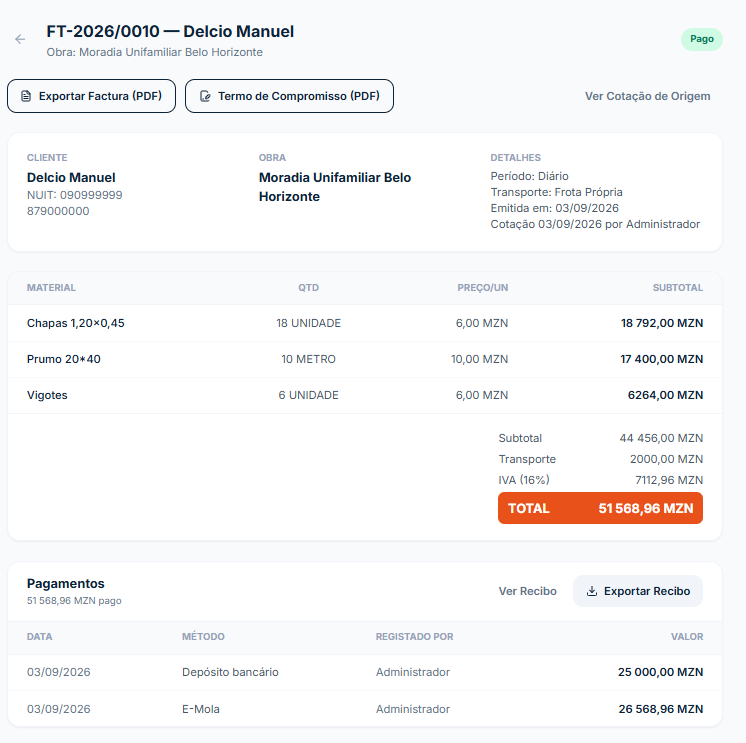 FT-2026/0010 — Delcio Manuel
Obra: Moradia Unifamiliar Belo Horizonte
Pago
Exportar Factura (PDF)
Termo de Compromisso (PDF)
Ver Cotação de Origem
CLIENTE
Delcio Manuel
NUIT: 090999999
879000000
OBRA
Moradia Unifamiliar Belo
Horizonte
DETALHES
Período: Diário
Transporte: Frota Própria
Emitida em: 03/09/2026
Cotação 03/09/2026 por Administrador
MATERIAL QTD PREÇO/UN SUBTOTAL
Chapas 1,20×0,45 18 UNIDADE 6,00 MZN 18 792,00 MZN
Prumo 20*40 10 METRO 10,00 MZN 17 400,00 MZN
Vigotes 6 UNIDADE 6,00 MZN 6264,00 MZN
Subtotal 44 456,00 MZN
Transporte 2000,00 MZN
IVA (16%) 7112,96 MZN
TOTAL 51 568,96 MZN
Pagamentos
51 568,96 MZN pago
Ver Recibo
Exportar Recibo
DATA MÉTODO REGISTADO POR VALOR
03/09/2026 Depósito bancário Administrador 25 000,00 MZN
03/09/2026 E-Mola Administrador 26 568,96 MZN